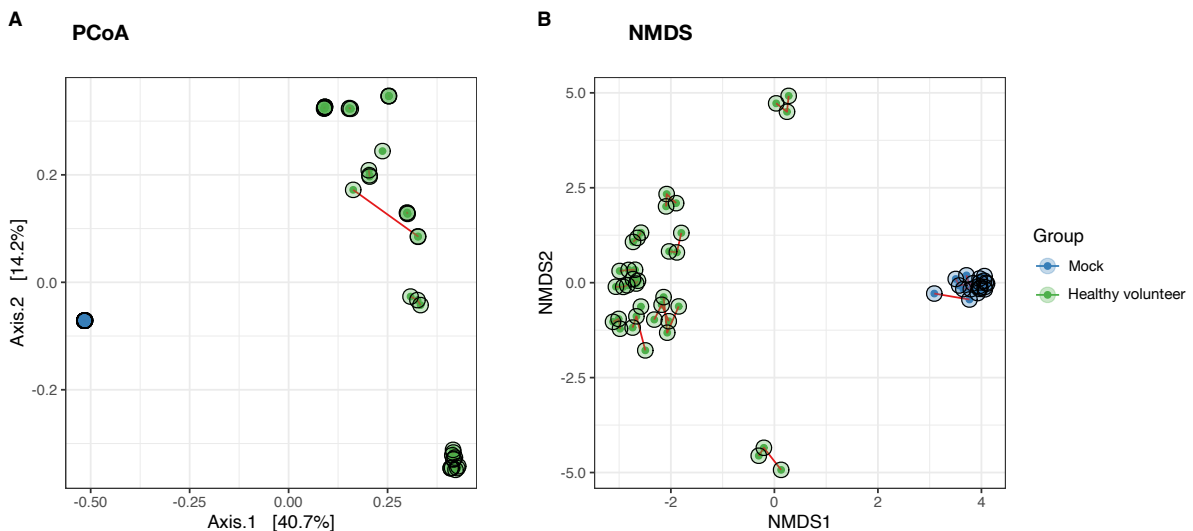 A
PCoA
Axis.2 [14.2%]
0.2
0.0
-0.2
-0.50
-0.25
0.00
0.25
Axis.1 [40.7%]
B
NMDS
NMDS2
5.0
2.5
0.0
-2.5
-5.0
-2
0
2
4
NMDS1
Group
Mock
Healthy volunteer